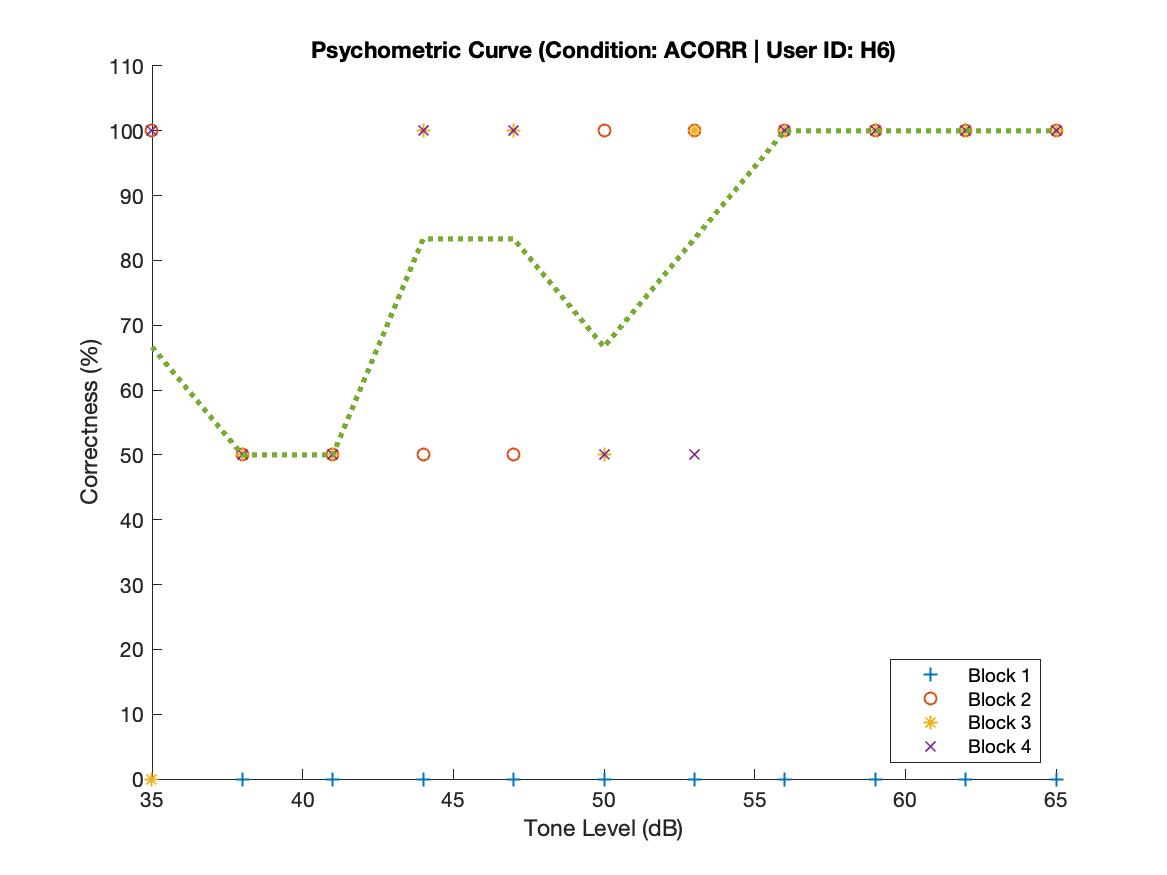 Psychometric Curve (Condition: ACORR | User ID: H6)
110
100
90
80
70
60
50
40
30
20
10
0
Correctness (%)
35 40 45 50 55 60 65
Tone Level (dB)
Block 1
Block 2
Block 3
Block 4